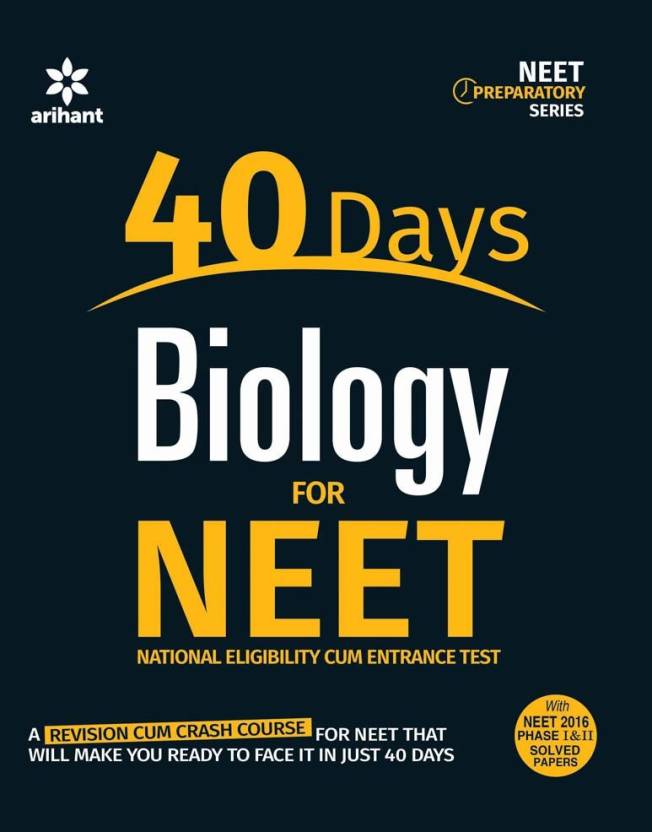 arihant
NEET
PREPARATORY
SERIES
40 Days
Biology
FOR
NEET
NATIONAL ELIGIBILITY CUM ENTRANCE TEST
A REVISION CUM CRASH COURSE FOR NEET THAT
WILL MAKE YOU READY TO FACE IT IN JUST 40 DAYS
With
NEET 2016
PHASE I&II
SOLVED
PAPERS